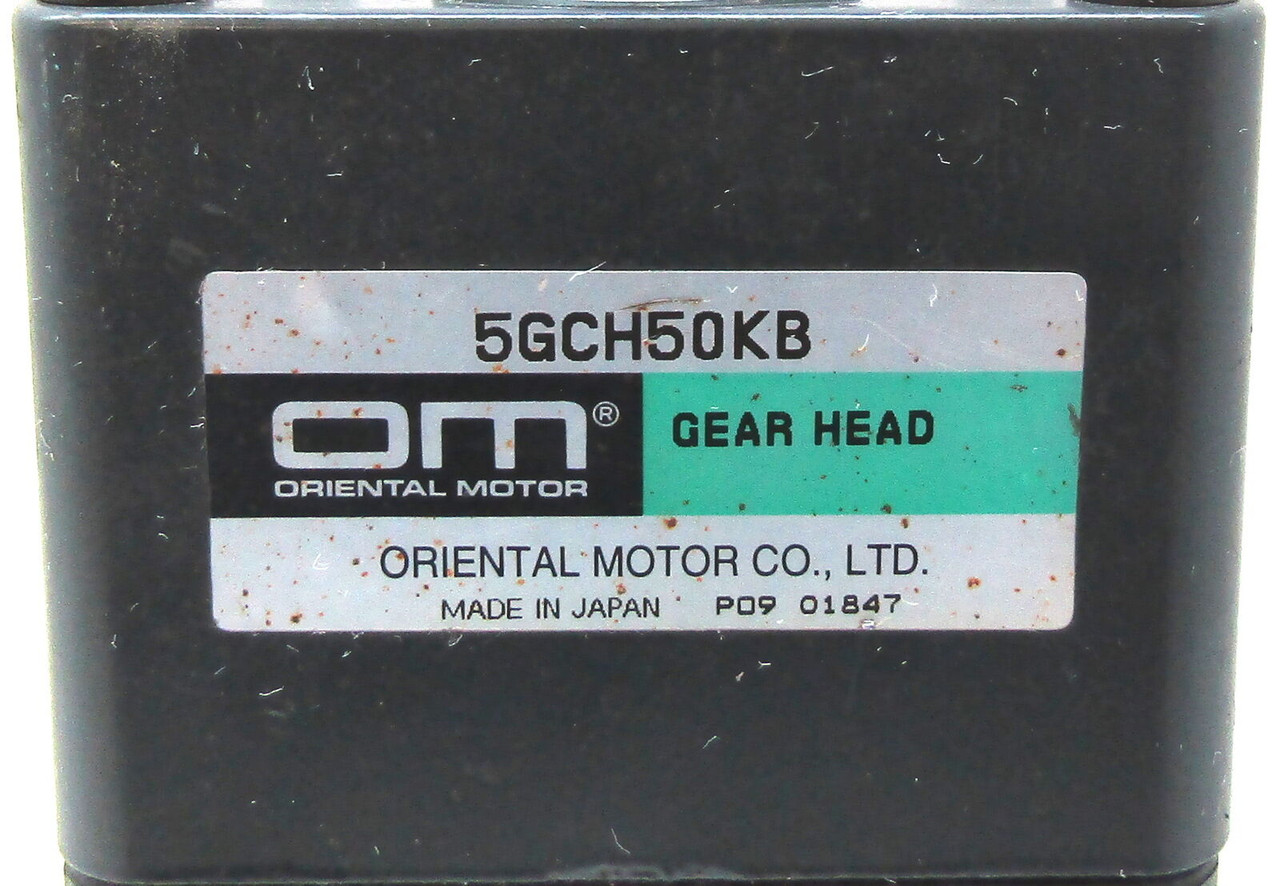 5GCH50KB
OM®
ORIENTAL MOTOR
GEAR HEAD
ORIENTAL MOTOR CO., LTD.
MADE IN JAPAN P09 01847